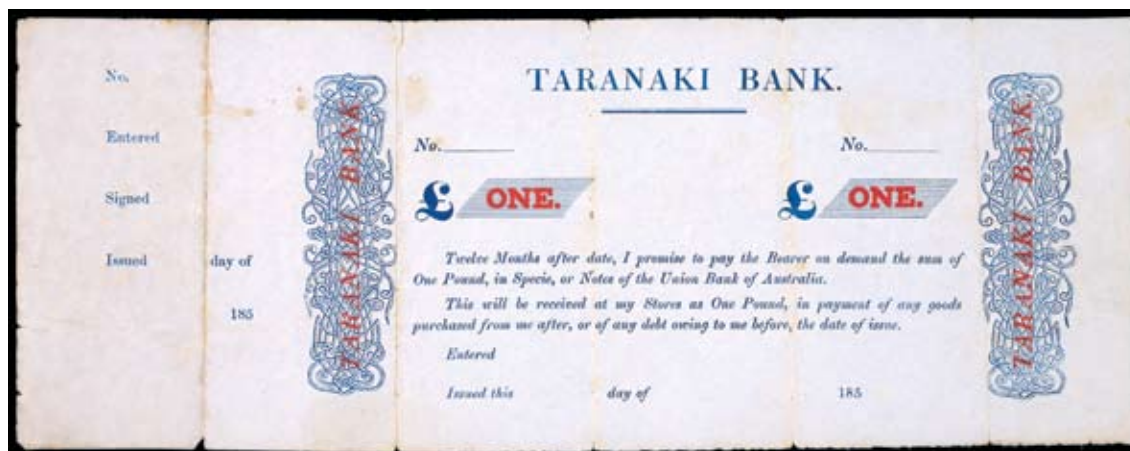 No.
Entered
Signed
Issued day of
185
TARANAKI BANK
TARANAKI BANK.
No. No.
£ ONE. £ ONE.
Twelve Months after date, I promise to pay the Bearer on demand the sum of
One Pound, in Specie, or Notes of the Union Bank of Australia.
This will be received at my Stores as One Pound, in payment of any goods
purchased from me after, or of any debt owing to me before, the date of issue.
Entered
Issued this day of 185
TARANAKI BANK